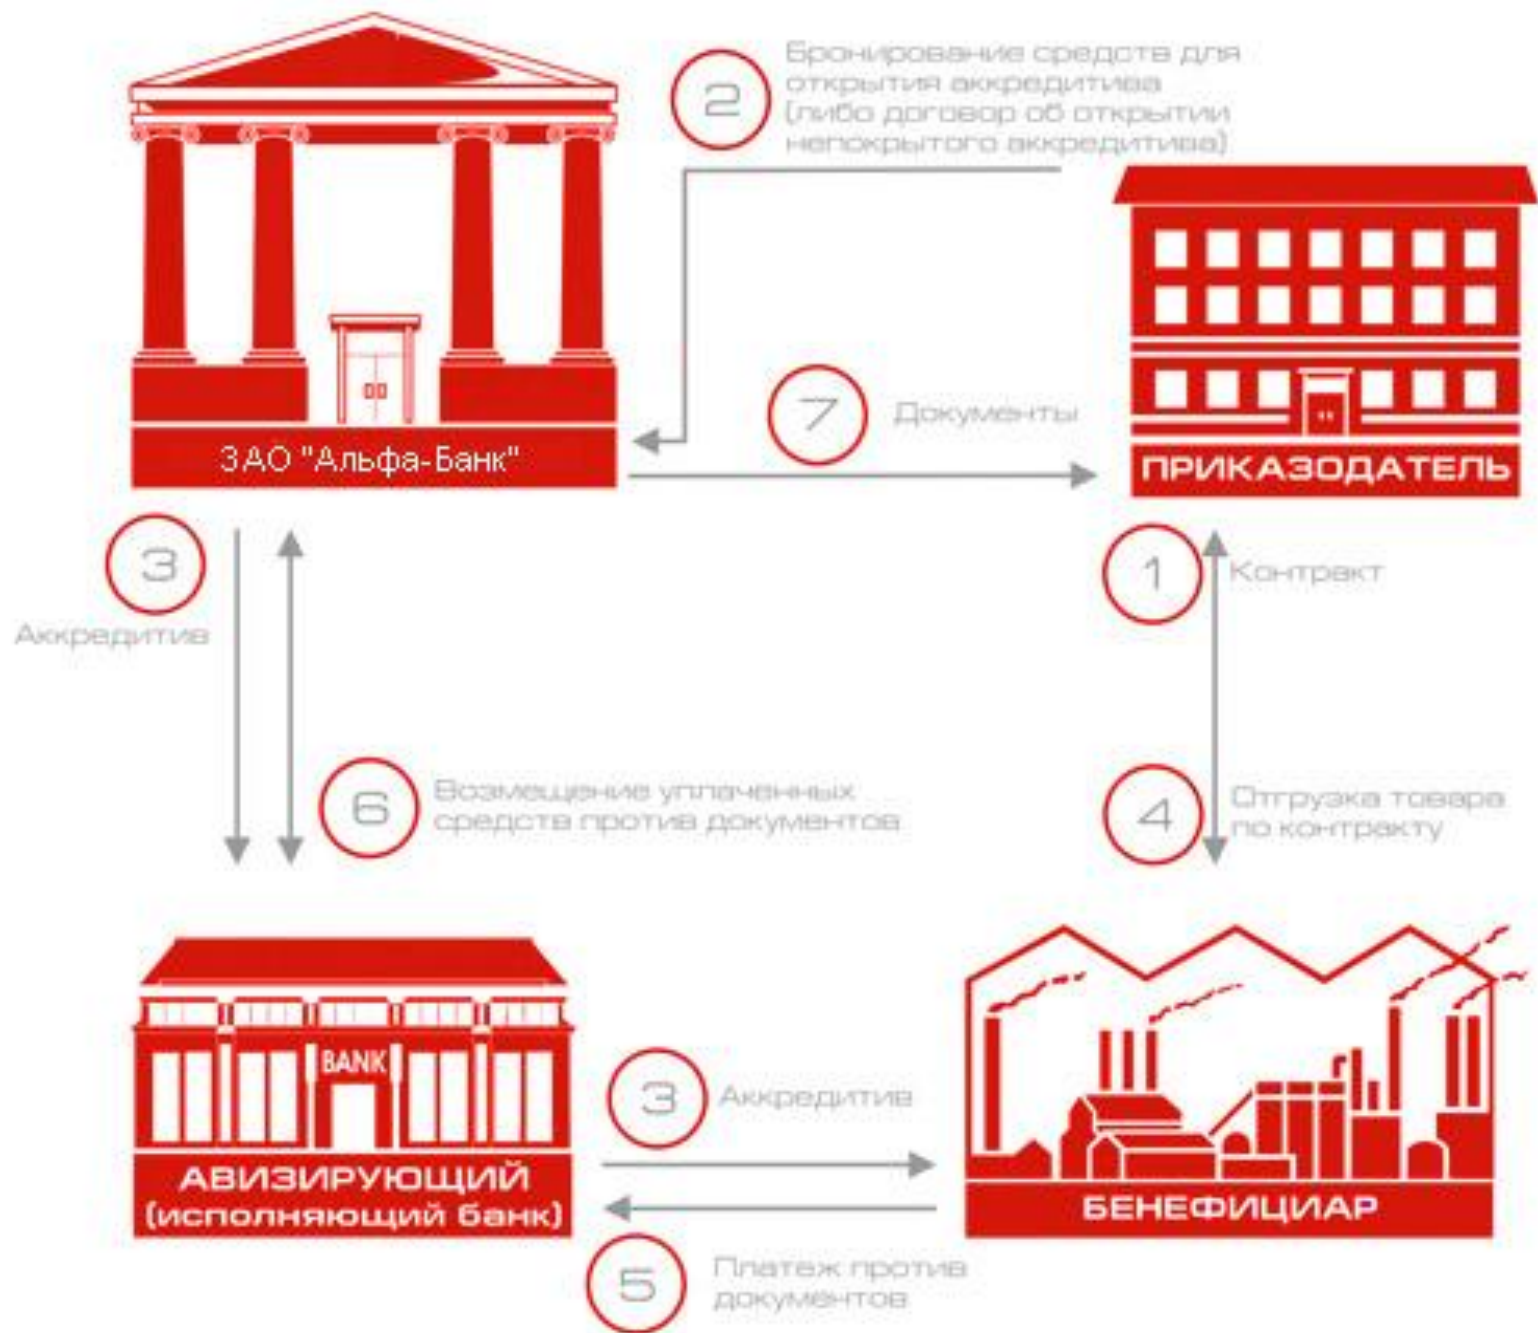 2
Бронирование средств для
открытия аккредитива
(либо договор об открытии
непокрытого аккредитива)
7
Документы
ЗАО "Альфа-Банк"
ПРИКАЗОДАТЕЛЬ
3
Аккредитив
1
Контракт
6
Возмещение уплаченных
средств против документов
4
Отгрузка товара
по контракту
BANK
3
Аккредитив
АВИЗИРУЮЩИЙ
(исполняющий банк)
БЕНЕФИЦИАР
5
Платеж против
документов